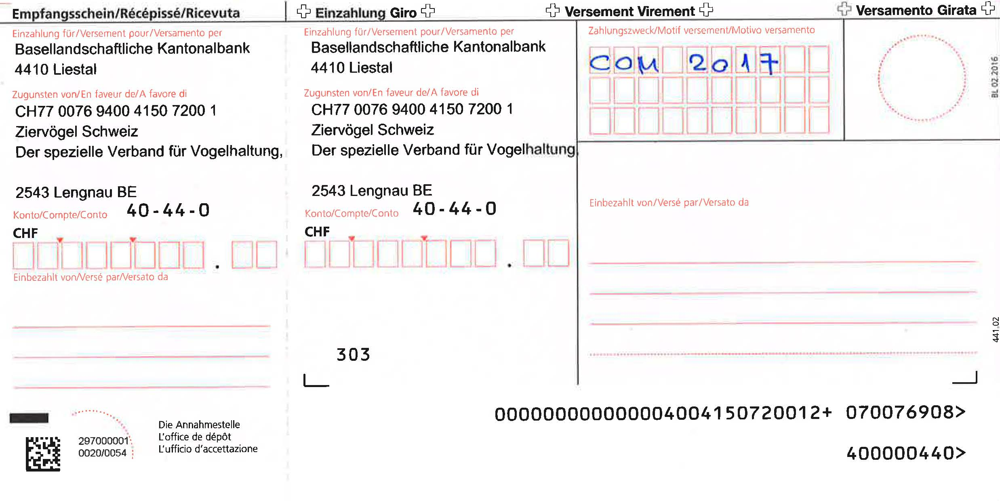 Empfangsschein/Récépissé/Ricevuta
Einzahlung für/Versement pour/Versamento per
Basellandschaftliche Kantonalbank
4410 Liestal
Zugunsten von/En faveur de/A favore di
CH77 0076 9400 4150 7200 1
Ziervögel Schweiz
Der spezielle Verband für Vogelhaltung,
2543 Lengnau BE
Konto/Compte/Conto 40-44-0
CHF
.
Einbezahlt von/Versé par/Versato da
297000001
0020/0054
Die Annahmestelle
L'office de dépôt
L'ufficio d'accettazione
Einzahlung Giro
Versement Virement
Versamento Girata
Einzahlung für/Versement pour/Versamento per
Basellandschaftliche Kantonalbank
4410 Liestal
Zugunsten von/En faveur de/A favore di
CH77 0076 9400 4150 7200 1
Ziervögel Schweiz
Der spezielle Verband für Vogelhaltung,
2543 Lengnau BE
Konto/Compte/Conto 40-44-0
CHF
.
303
Zahlungszweck/Motif versement/Motivo versamento
COM 2017
Einbezahlt von/Versé par/Versato da
BL 02.2016
441.02
000000000000004004150720012+ 070076908>
400000440>